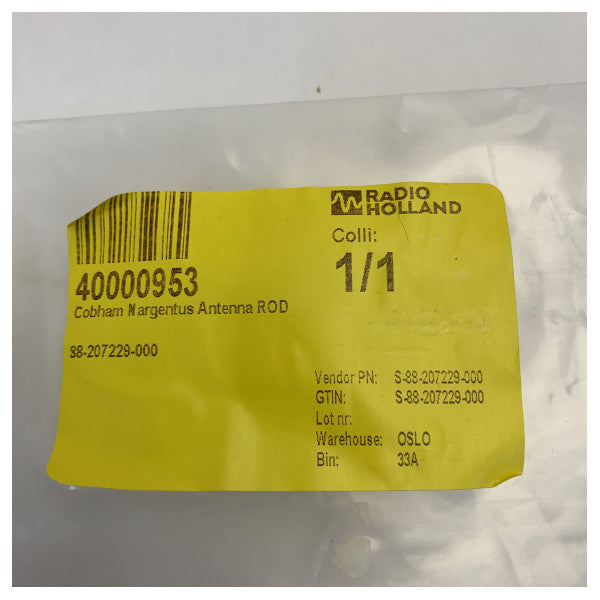 RADIO
HOLLAND
Colli:
1/1
40000953
Cobham Nargentus Antenna ROD
88-207229-000
Vendor PN: S-88-207229-000
GTIN: S-88-207229-000
Lot nr:
Warehouse: OSLO
Bin: 33A